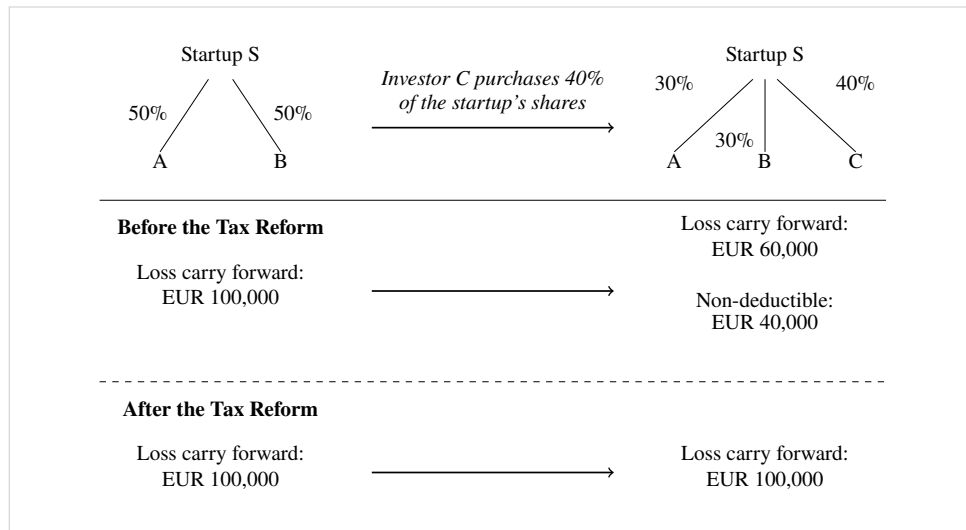 Startup S
50%
50%
A
B
Investor C purchases 40%
of the startup's shares
Startup S
30%
40%
30%
A
B
C
Before the Tax Reform
Loss carry forward:
EUR 100,000
Loss carry forward:
EUR 60,000
Non-deductible:
EUR 40,000
After the Tax Reform
Loss carry forward:
EUR 100,000
Loss carry forward:
EUR 100,000